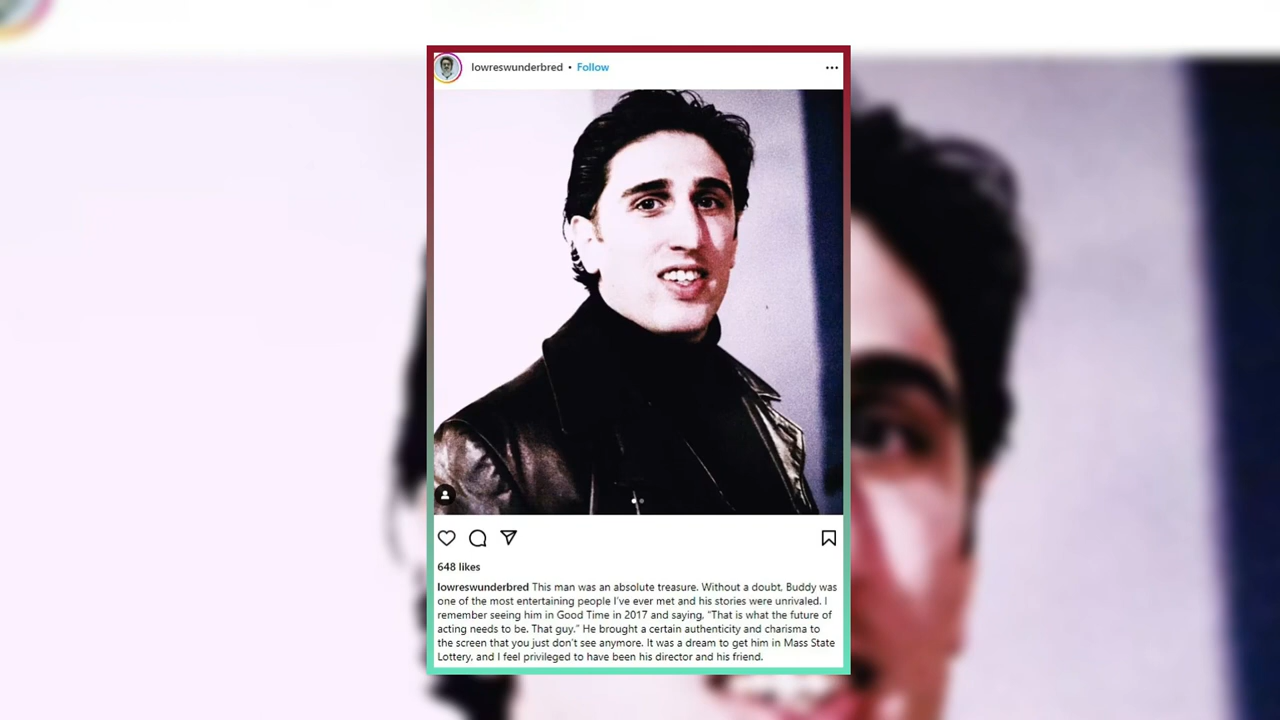 lowreswunderbred • Follow
648 likes
lowreswunderbred This man was an absolute treasure. Without a doubt, Buddy was
one of the most entertaining people I've ever met and his stories were unrivaled. I
remember seeing him in Good Time in 2017 and saying, "That is what the future of
acting needs to be. That guy." He brought a certain authenticity and charisma to
the screen that you just don't see anymore. It was a dream to get him in Mass State
Lottery, and I feel privileged to have been his director and his friend.